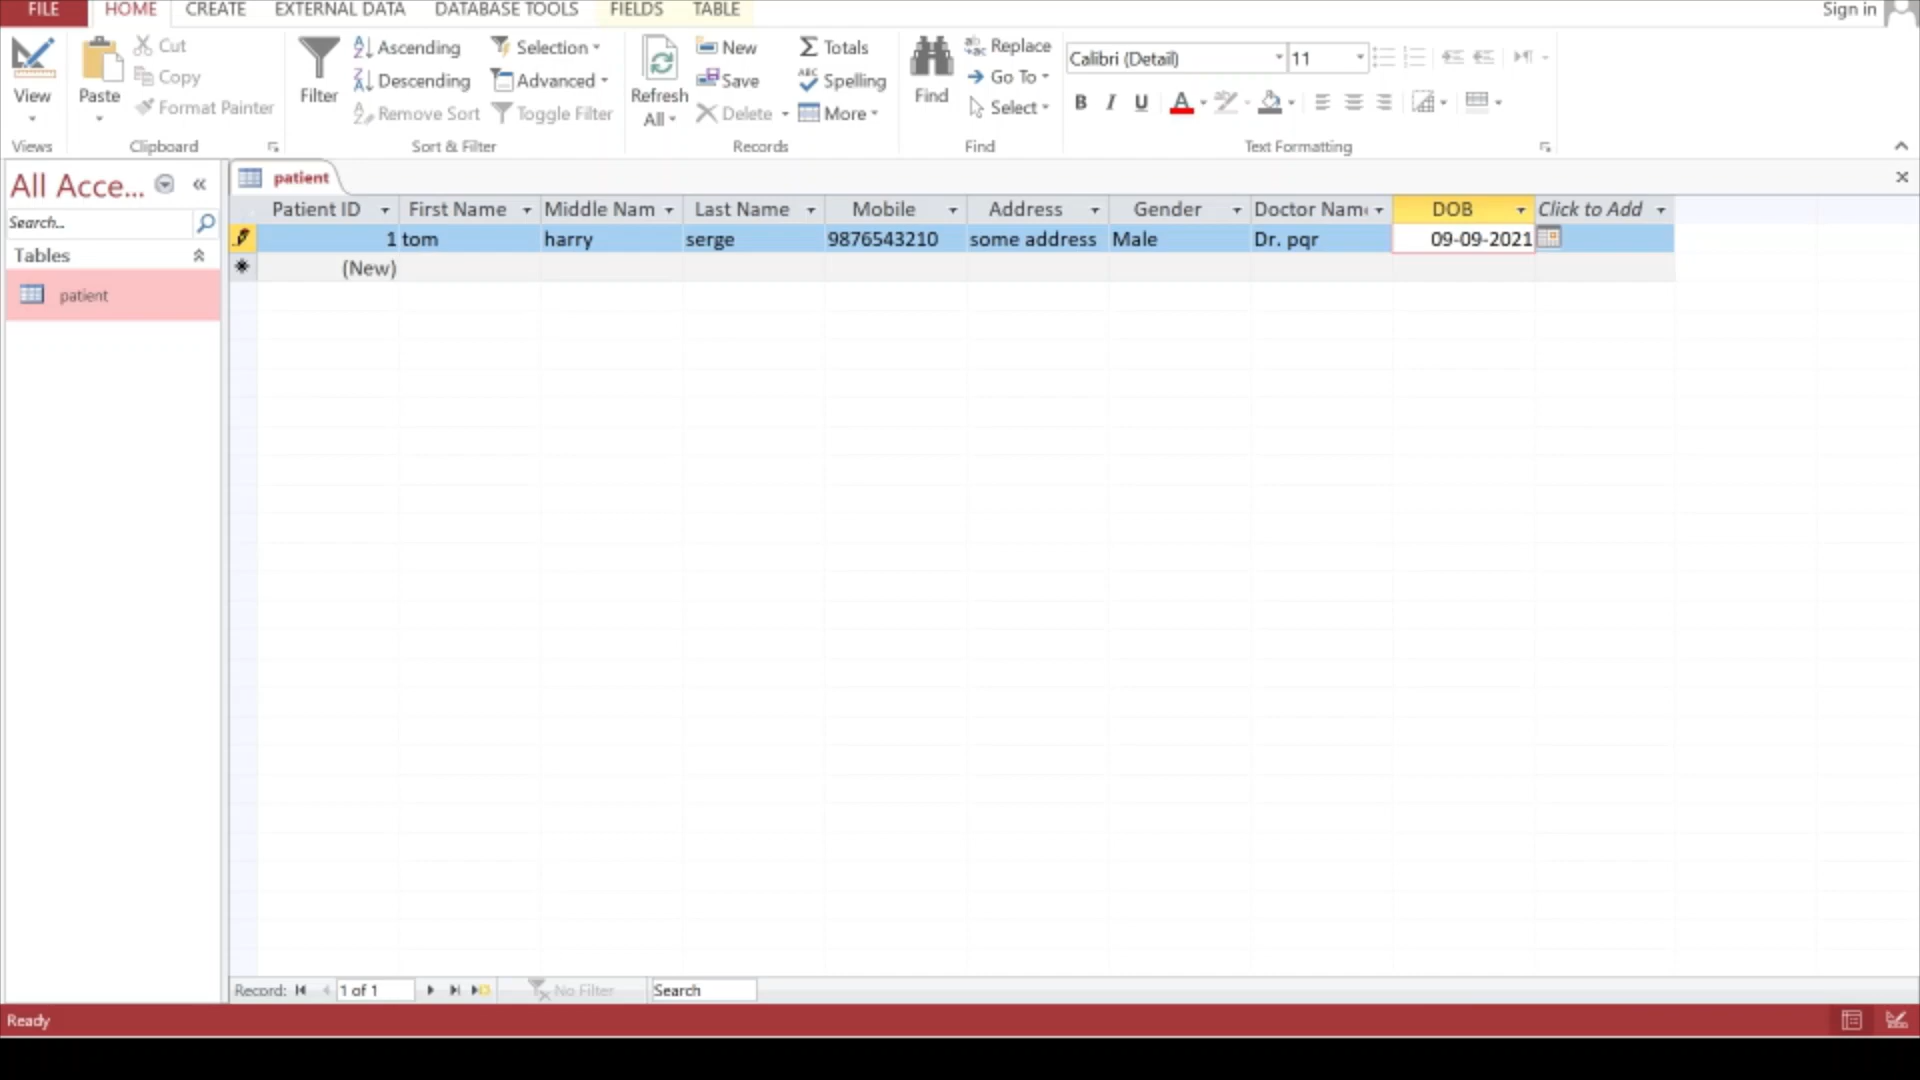 FILE HOME CREATE EXTERNAL DATA DATABASE TOOLS FIELDS TABLE Sign in
Cut Ascending Selection New Totals Replace Calibri (Detail) 11
Copy Descending Advanced Save Spelling Go To
View Paste Format Painter Filter Remove Sort Toggle Filter Refresh All Delete More Find Select B I U A
Views Clipboard Sort & Filter Records Find Text Formatting
All Acce... patient
Search... Patient ID First Name Middle Nam Last Name Mobile Address Gender Doctor Nam DOB Click to Add
1 tom harry serge 9876543210 some address Male Dr. pqr 09-09-2021
Tables (New)
patient
Record: 1 of 1 No Filter Search
Ready